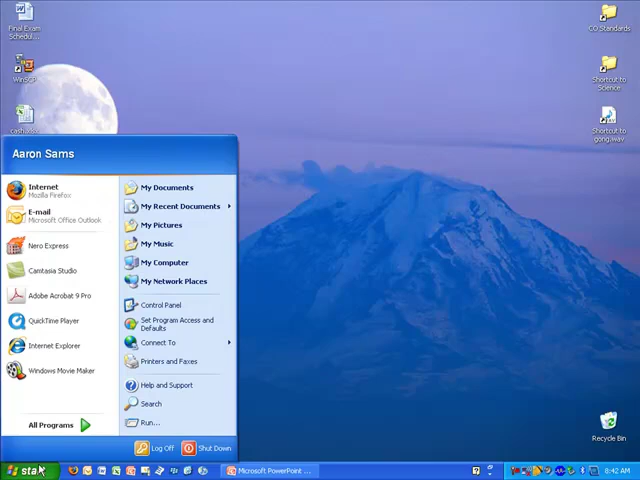 Final Exam
Schedul...
WinSCP
cash.xlsx
CO Standards
Shortcut to
Science
Shortcut to
gong.wav
Aaron Sams
Internet
Mozilla Firefox
E-mail
Microsoft Office Outlook
Nero Express
Camtasia Studio
Adobe Acrobat 9 Pro
QuickTime Player
Internet Explorer
Windows Movie Maker
All Programs
My Documents
My Recent Documents
My Pictures
My Music
My Computer
My Network Places
Control Panel
Set Program Access and
Defaults
Connect To
Printers and Faxes
Help and Support
Search
Run...
Log Off
Shut Down
Recycle Bin
start
Microsoft PowerPoint ...
8:42 AM